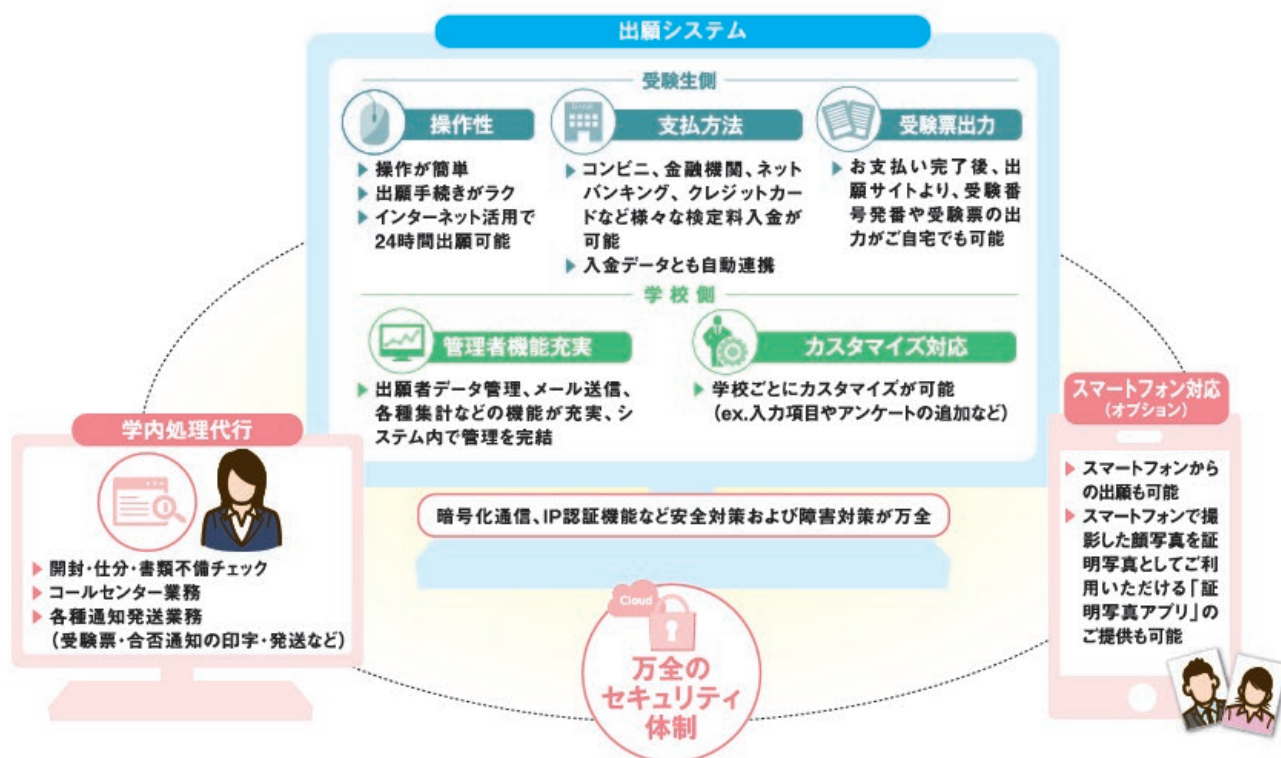 出願システム
受験生側
操作性
▶ 操作が簡単
▶ 出願手続きがラク
▶ インターネット活用で
24時間出願可能
支払方法
▶ コンビニ、金融機関、ネット
バンキング、クレジットカー
ドなど様々な検定料入金が
可能
▶ 入金データとも自動連携
受験票出力
▶ お支払い完了後、出
願サイトより、受験番
号発番や受験票の出
力がご自宅でも可能
学校側
管理者機能充実
▶ 出願者データ管理、メール送信、
各種集計などの機能が充実、シ
ステム内で管理を完結
カスタマイズ対応
▶ 学校ごとにカスタマイズが可能
(ex.入力項目やアンケートの追加など)
暗号化通信、IP認証機能など安全対策および障害対策が万全
学内処理代行
▶ 開封・仕分・書類不備チェック
▶ コールセンター業務
▶ 各種通知発送業務
(受験票・合否通知の印字・発送など)
Cloud
万全の
セキュリティ
体制
スマートフォン対応
(オプション)
▶ スマートフォンから
の出願も可能
▶ スマートフォンで撮
影した顔写真を証
明写真としてご利
用いただける「証
明写真アプリ」の
ご提供も可能